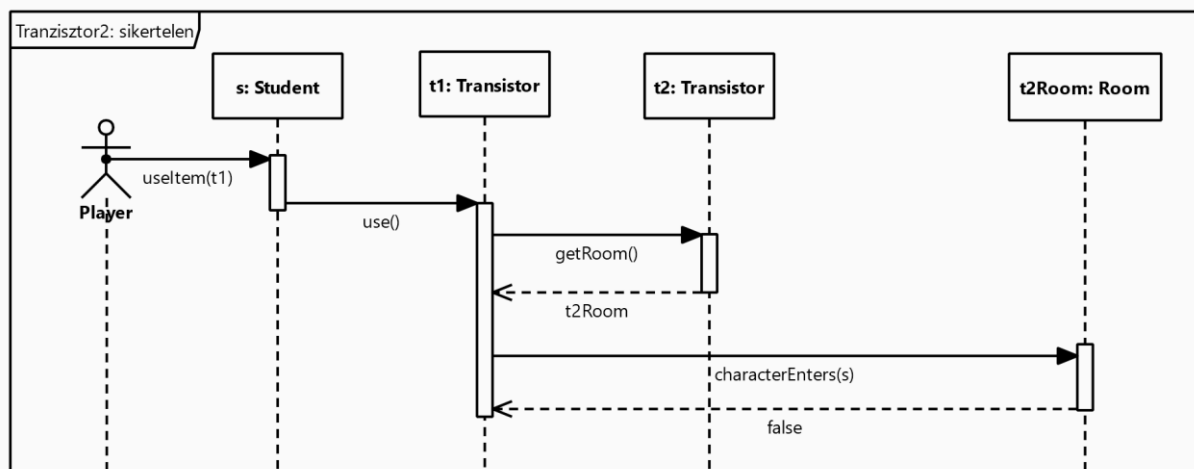 Tranzisztor2: sikertelen
s: Student
t1: Transistor
t2: Transistor
t2Room: Room
useItem(t1)
Player
use()
getRoom()
t2Room
characterEnters(s)
false